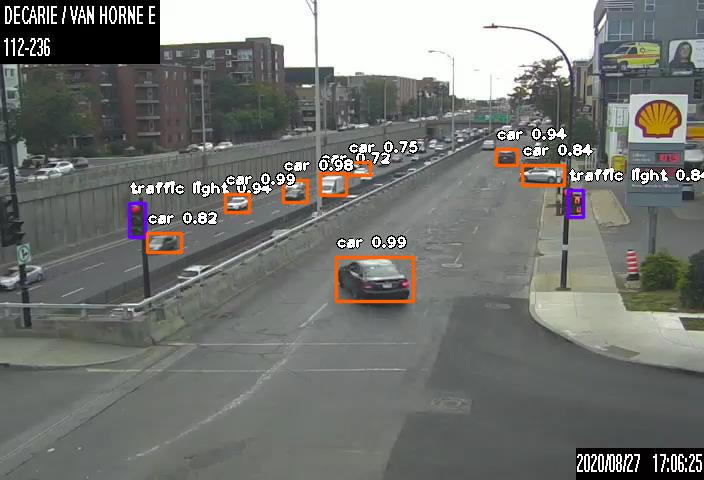 DECARIE / VAN HORNE E
112-236
car 0.75
car 0.94
car 0.98
car 0.72
car 0.84
car 0.99
traffic light 0.94
traffic light 0.84
car 0.82
car 0.99
2020/08/27 17:06:25